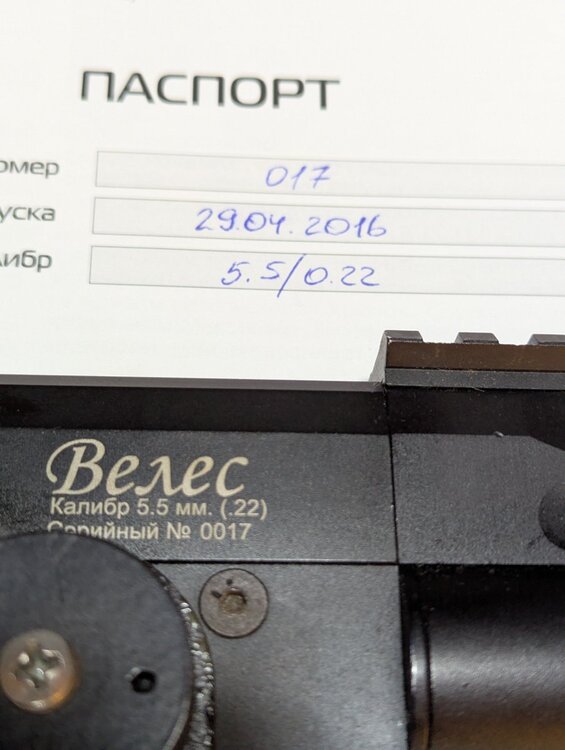 ПАСПОРТ
омер 017
уска 29.04.2016
либр 5.5/0.22
Велес
Калибр 5.5 мм. (.22)
Серийный № 0017